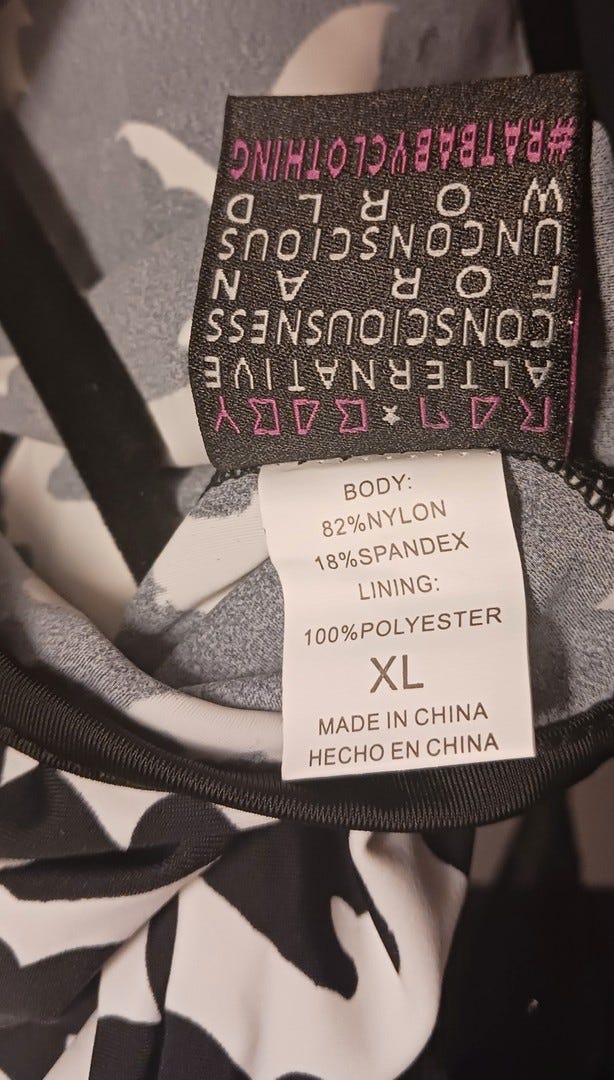 RAT★BABY
ALTERNATIVE
CONSCIOUSNESS
FOR AN
UNCONSCIOUS
WORLD
#RATBABYCLOTHING
BODY:
82%NYLON
18%SPANDEX
LINING:
100%POLYESTER
XL
MADE IN CHINA
HECHO EN CHINA